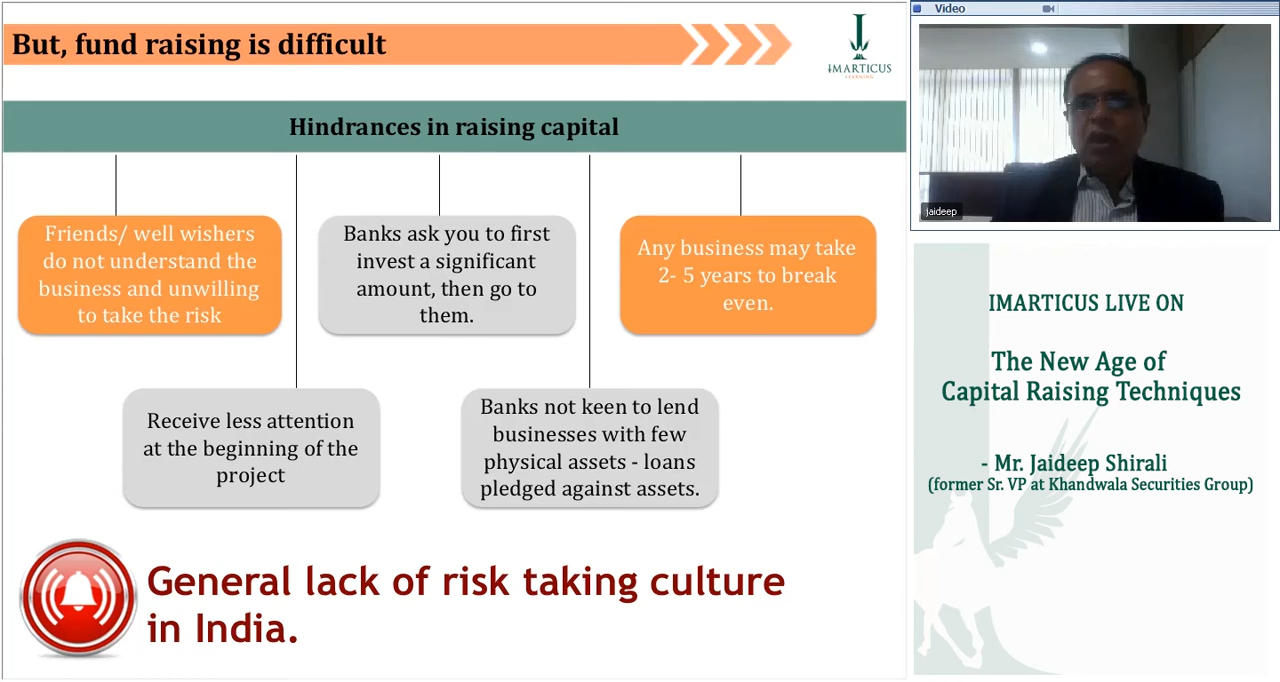 But, fund raising is difficult
IMARTICUS
LEARNING
Hindrances in raising capital
Friends/ well wishers
do not understand the
business and unwilling
to take the risk
Banks ask you to first
invest a significant
amount, then go to
them.
Any business may take
2- 5 years to break
even.
Receive less attention
at the beginning of the
project
Banks not keen to lend
businesses with few
physical assets - loans
pledged against assets.
General lack of risk taking culture
in India.
Video
jaideep
IMARTICUS LIVE ON
The New Age of
Capital Raising Techniques
- Mr. Jaideep Shirali
(former Sr. VP at Khandwala Securities Group)